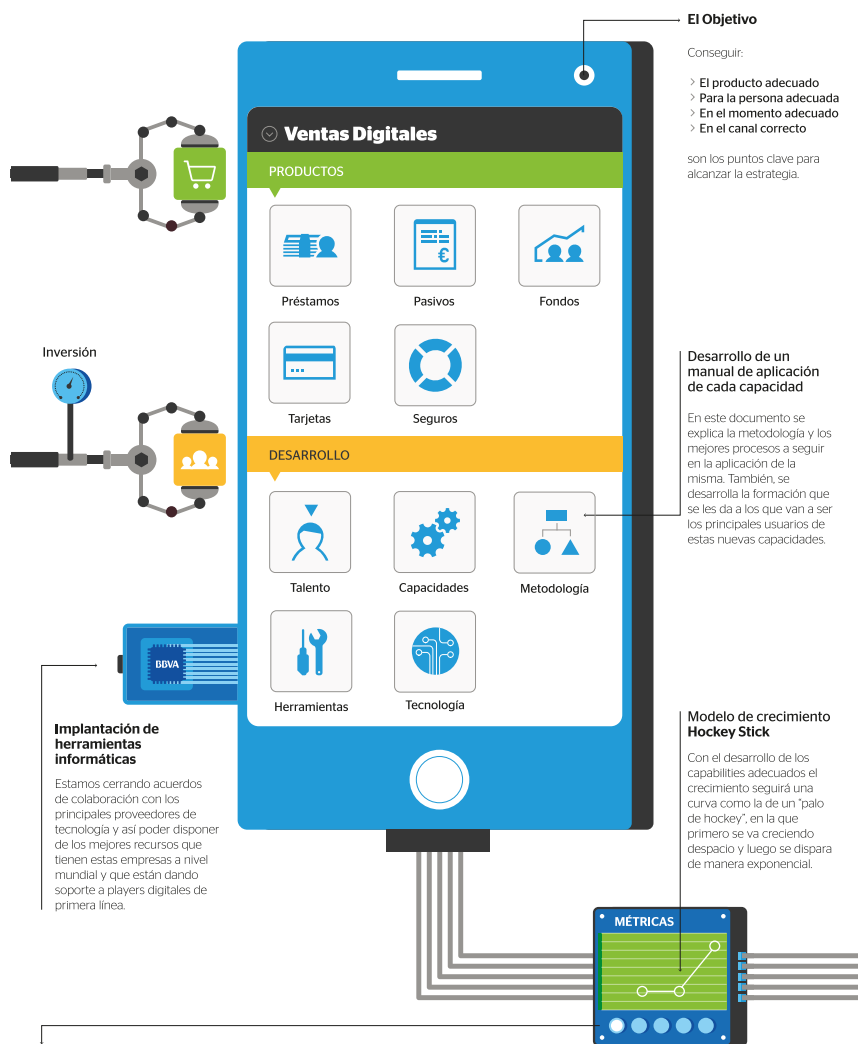 El Objetivo
Conseguir:
> El producto adecuado
> Para la persona adecuada
> En el momento adecuado
> En el canal correcto
son los puntos clave para
alcanzar la estrategia.
Ventas Digitales
PRODUCTOS
Préstamos
Pasivos
€
Fondos
Tarjetas
Seguros
Inversión
DESARROLLO
Talento
Capacidades
Metodología
Herramientas
Tecnología
Desarrollo de un
manual de aplicación
de cada capacidad
En este documento se
explica la metodología y los
mejores procesos a seguir
en la aplicación de la
misma. También, se
desarrolla la formación que
se les da a los que van a ser
los principales usuarios de
estas nuevas capacidades.
BBVA
Implantación de
herramientas
informáticas
Estamos cerrando acuerdos
de colaboración con los
principales proveedores de
tecnología y así poder disponer
de los mejores recursos que
tienen estas empresas a nivel
mundial y que están dando
soporte a players digitales de
primera línea.
Modelo de crecimiento
Hockey Stick
Con el desarrollo de los
capabilities adecuados el
crecimiento seguirá una
curva como la de un "palo
de hockey", en la que
primero se va creciendo
despacio y luego se dispara
de manera exponencial.
MÉTRICAS